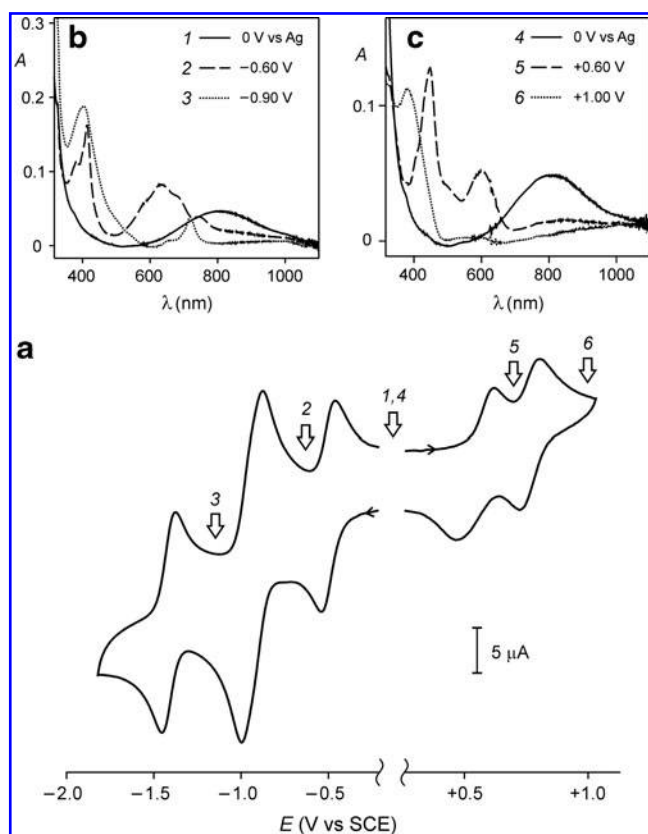 b
1 0 V vs Ag
2 −0.60 V
3 −0.90 V
A
0.3
0.2
0.1
0
400 600 800 1000
λ (nm)
c
4 0 V vs Ag
5 +0.60 V
6 +1.00 V
A
0.1
0
400 600 800 1000
λ (nm)
a
1,4
2
3
5
6
5 μA
−2.0 −1.5 −1.0 −0.5 +0.5 +1.0
E (V vs SCE)